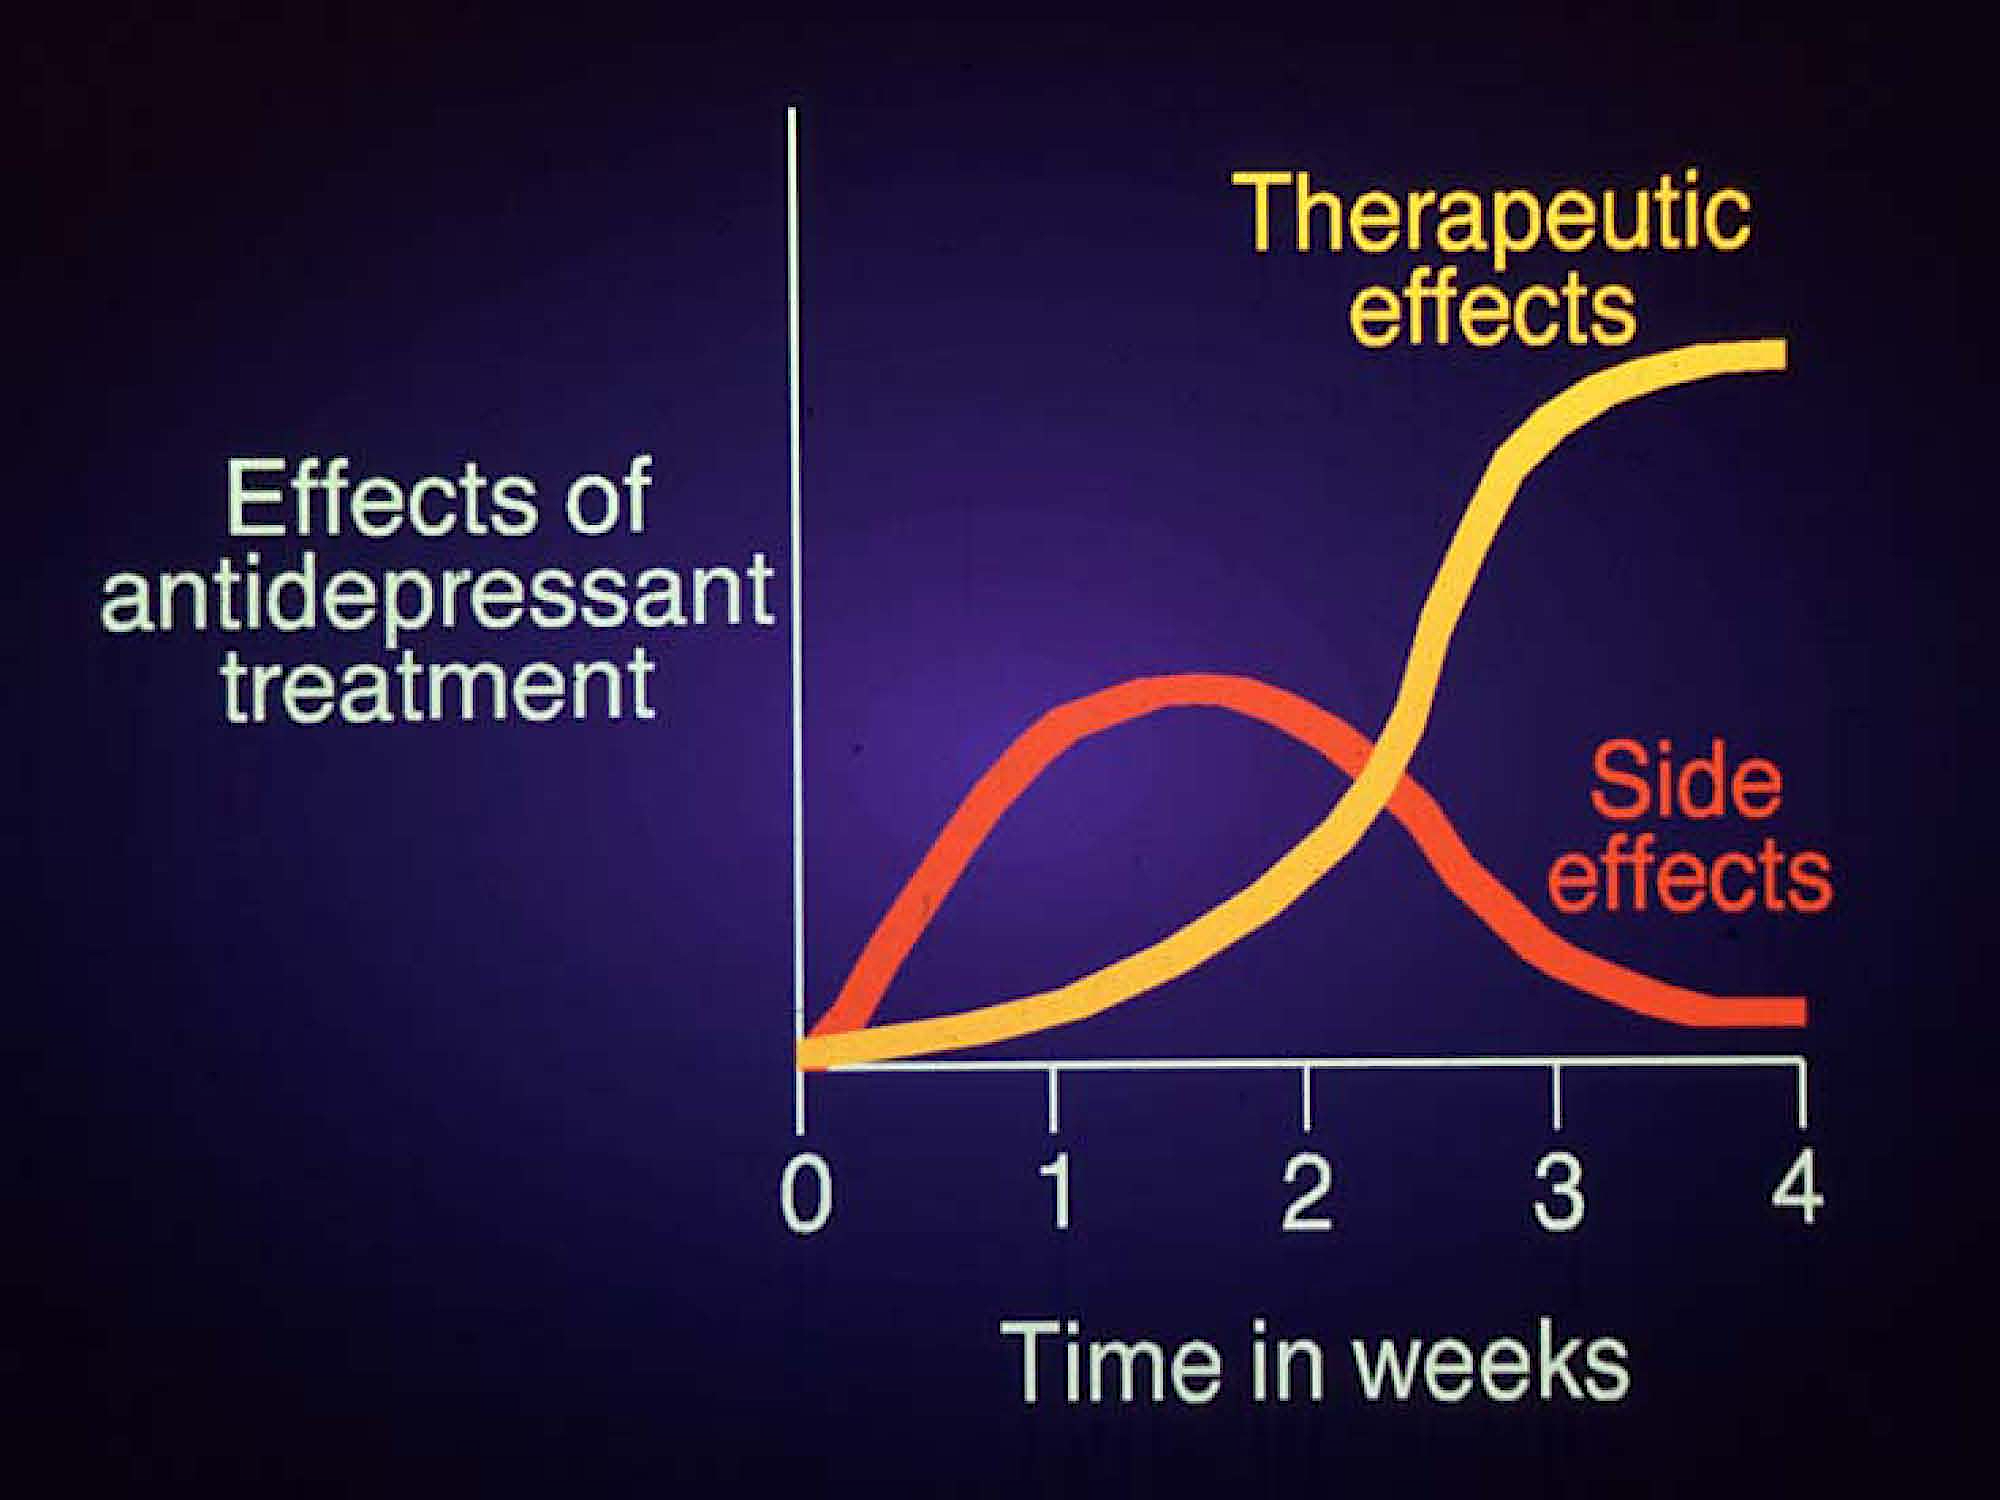 Therapeutic
effects
Effects of
antidepressant
treatment
Side
effects
0 1 2 3 4
Time in weeks